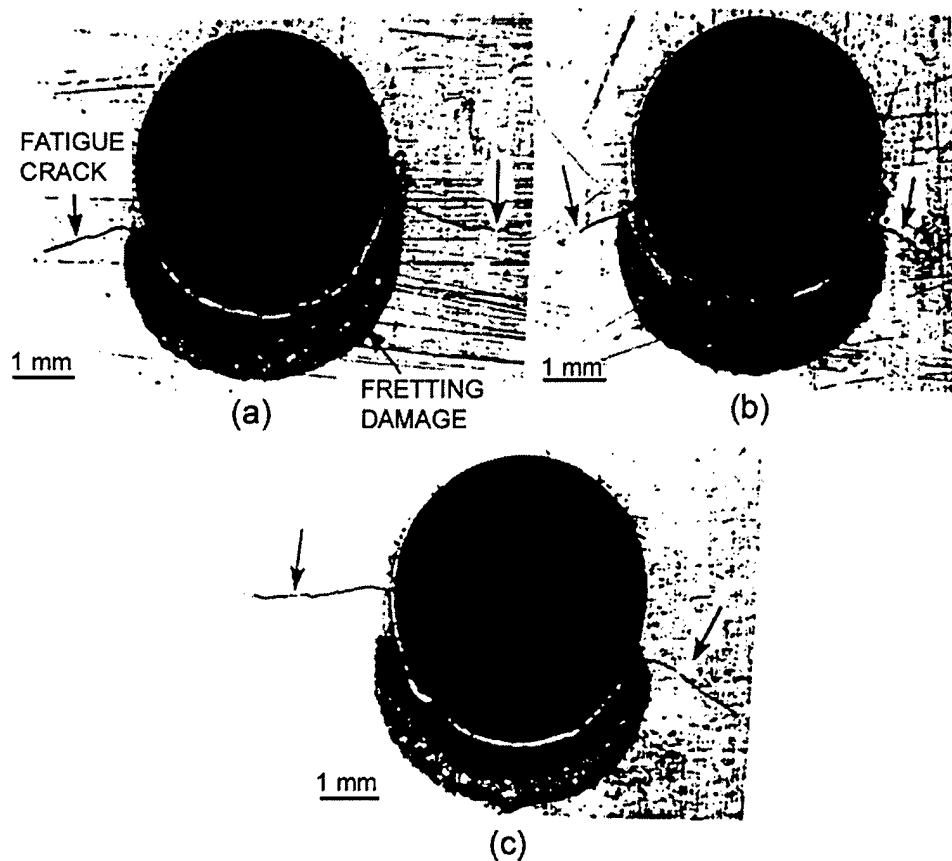 FATIGUE
CRACK
1 mm
FRETTING
DAMAGE
(a)
1 mm
(b)
1 mm
(c)